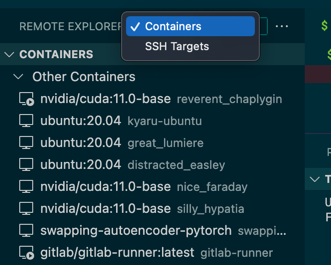 REMOTE EXPLORER
Containers
SSH Targets
CONTAINERS
Other Containers
nvidia/cuda:11.0-base reverent_chaplygin
ubuntu:20.04 kyaru-ubuntu
ubuntu:20.04 great_lumiere
ubuntu:20.04 distracted_easley
nvidia/cuda:11.0-base nice_faraday
nvidia/cuda:11.0-base silly_hypatia
swapping-autoencoder-pytorch swappi...
gitlab/gitlab-runner:latest gitlab-runner